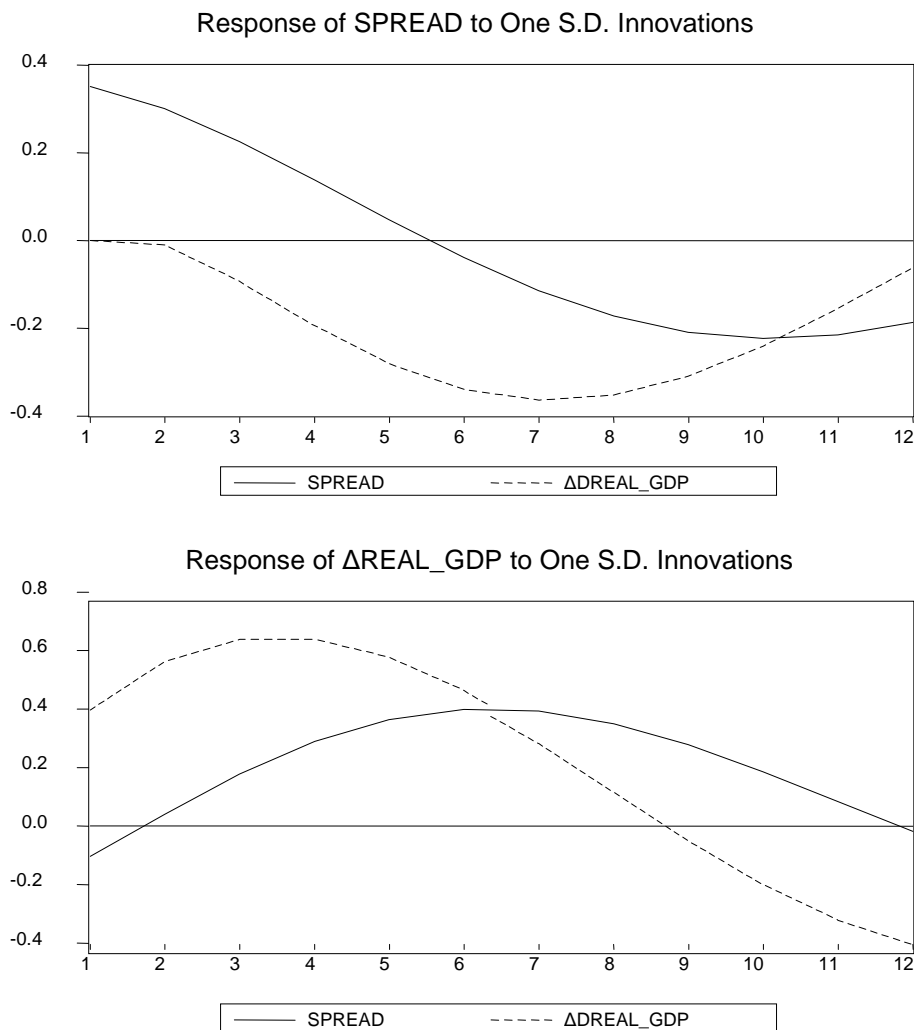 Response of SPREAD to One S.D. Innovations
0.4
0.2
0.0
-0.2
-0.4
1 2 3 4 5 6 7 8 9 10 11 12
SPREAD ΔDREAL_GDP
Response of ΔREAL_GDP to One S.D. Innovations
0.8
0.6
0.4
0.2
0.0
-0.2
-0.4
1 2 3 4 5 6 7 8 9 10 11 12
SPREAD ΔDREAL_GDP